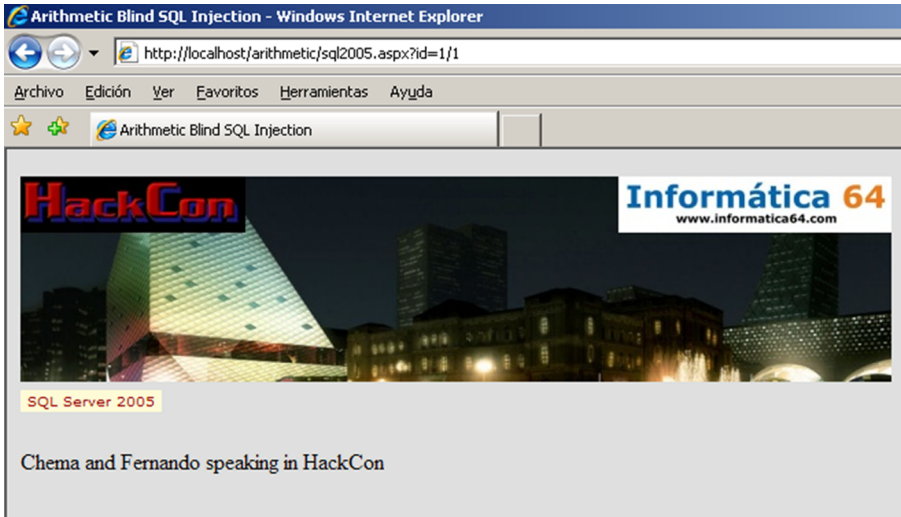 Arithmetic Blind SQL Injection - Windows Internet Explorer
http://localhost/arithmetic/sql2005.aspx?id=1/1
Archivo Edición Ver Favoritos Herramientas Ayuda
Arithmetic Blind SQL Injection
HackCon
Informática 64
www.informatica64.com
SQL Server 2005
Chema and Fernando speaking in HackCon